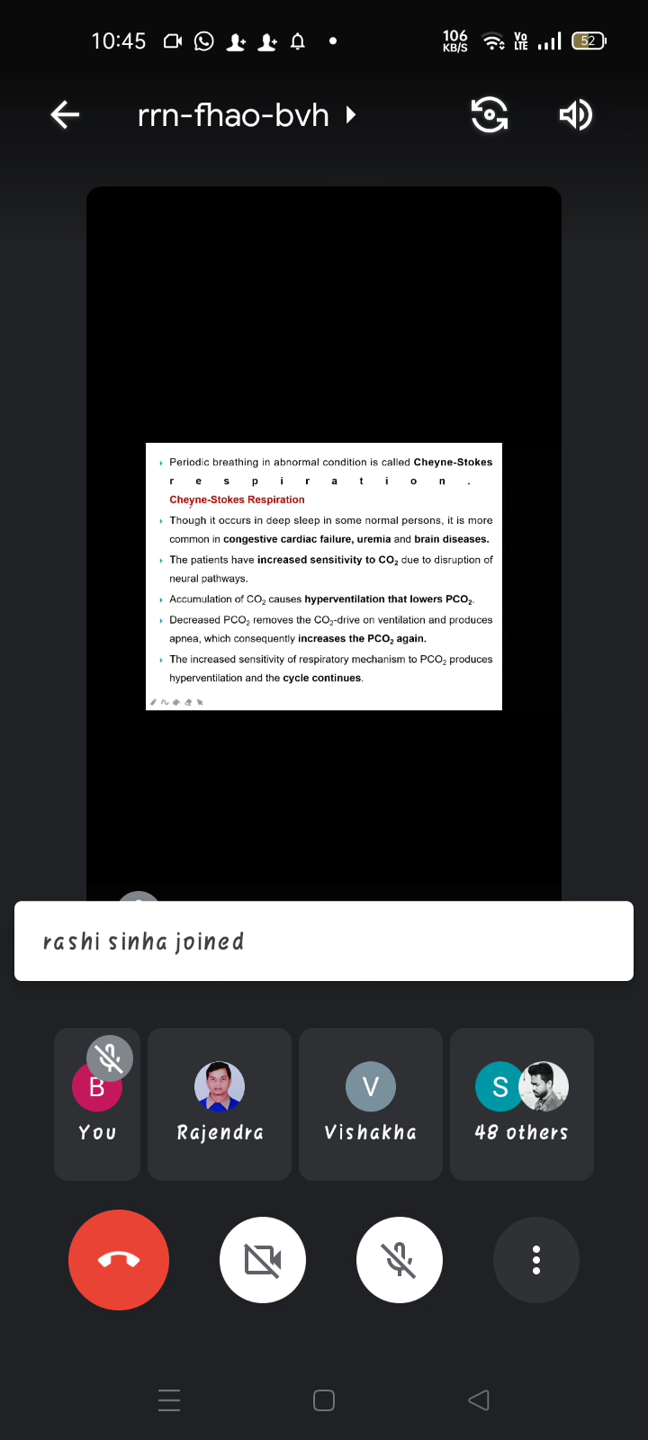 10:45
106
KB/S
Vo
LTE
52
rrn-fhao-bvh
Periodic breathing in abnormal condition is called Cheyne-Stokes
r e s p i r a t i o n .
Cheyne-Stokes Respiration
Though it occurs in deep sleep in some normal persons, it is more
common in congestive cardiac failure, uremia and brain diseases.
The patients have increased sensitivity to CO₂ due to disruption of
neural pathways.
Accumulation of CO₂ causes hyperventilation that lowers PCO₂.
Decreased PCO₂ removes the CO₂-drive on ventilation and produces
apnea, which consequently increases the PCO₂ again.
The increased sensitivity of respiratory mechanism to PCO₂ produces
hyperventilation and the cycle continues.
rashi sinha joined
B
V
S
You
Rajendra
Vishakha
48 others